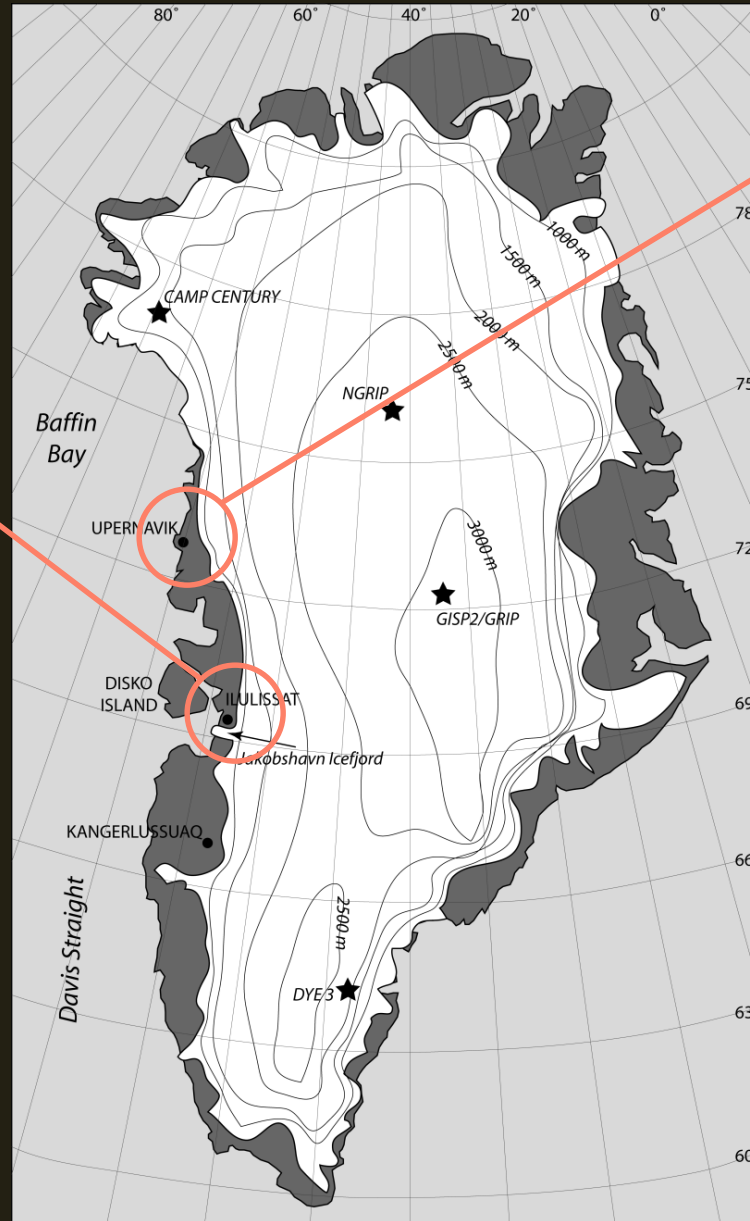 80°
60°
40°
20°
0°
78
1000 m
1500 m
CAMP CENTURY
2000 m
2500 m
75
NGRIP
Baffin
Bay
UPERNAVIK
3000 m
72
GISP2/GRIP
DISKO
ISLAND
ILULISSAT
69
Jakobshavn Icefjord
KANGERLUSSUAQ
66
2500 m
Davis Straight
DYE 3
63
60